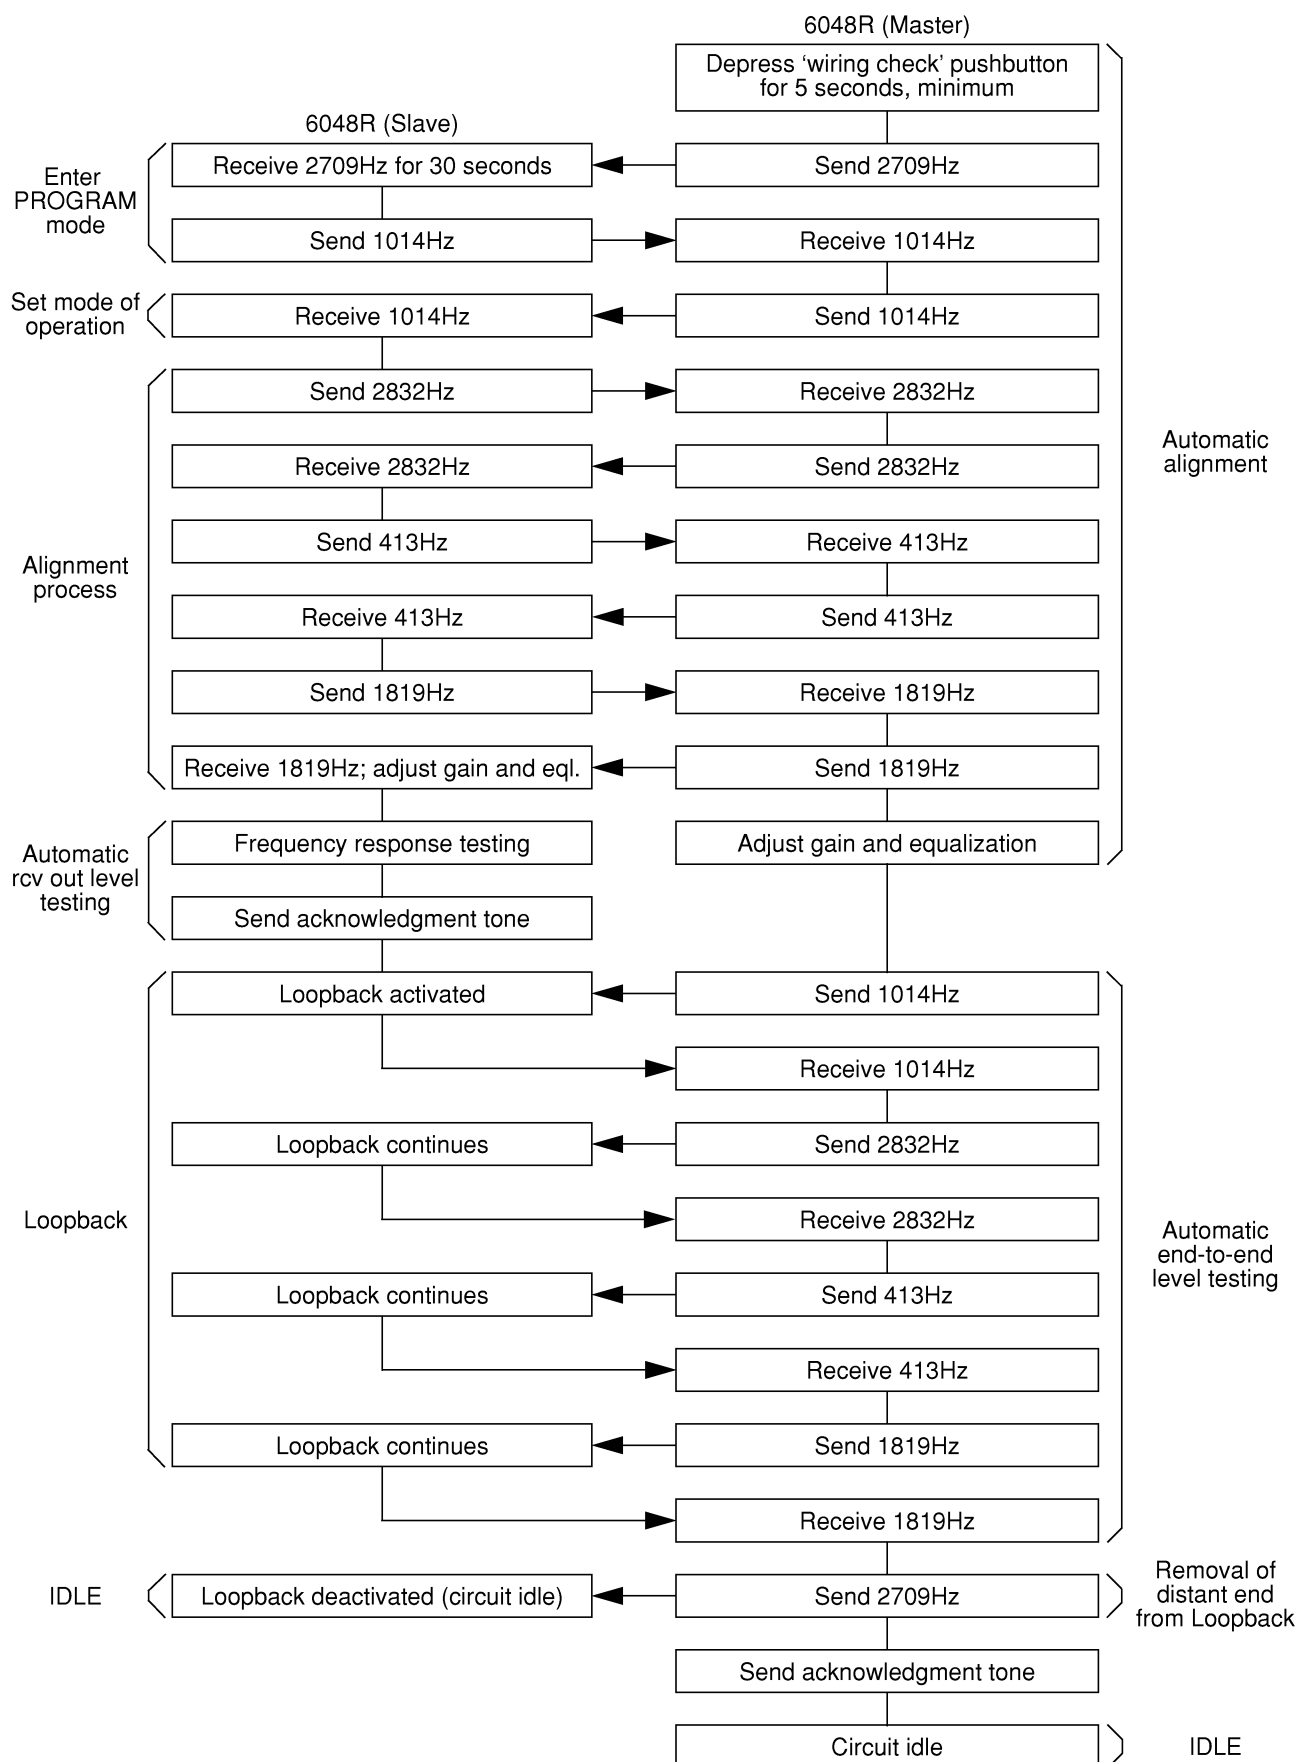 6048R (Master)
Depress ‘wiring check’ pushbutton
for 5 seconds, minimum
6048R (Slave)
Enter
PROGRAM
mode
Receive 2709Hz for 30 seconds
Send 2709Hz
Send 1014Hz
Receive 1014Hz
Set mode of
operation
Receive 1014Hz
Send 1014Hz
Send 2832Hz
Receive 2832Hz
Automatic
alignment
Receive 2832Hz
Send 2832Hz
Send 413Hz
Receive 413Hz
Alignment
process
Receive 413Hz
Send 413Hz
Send 1819Hz
Receive 1819Hz
Receive 1819Hz; adjust gain and eql.
Send 1819Hz
Automatic
rcv out level
testing
Frequency response testing
Adjust gain and equalization
Send acknowledgment tone
Loopback activated
Send 1014Hz
Receive 1014Hz
Loopback continues
Send 2832Hz
Loopback
Receive 2832Hz
Automatic
end-to-end
level testing
Loopback continues
Send 413Hz
Receive 413Hz
Loopback continues
Send 1819Hz
Receive 1819Hz
IDLE
Loopback deactivated (circuit idle)
Send 2709Hz
Removal of
distant end
from Loopback
Send acknowledgment tone
Circuit idle
IDLE